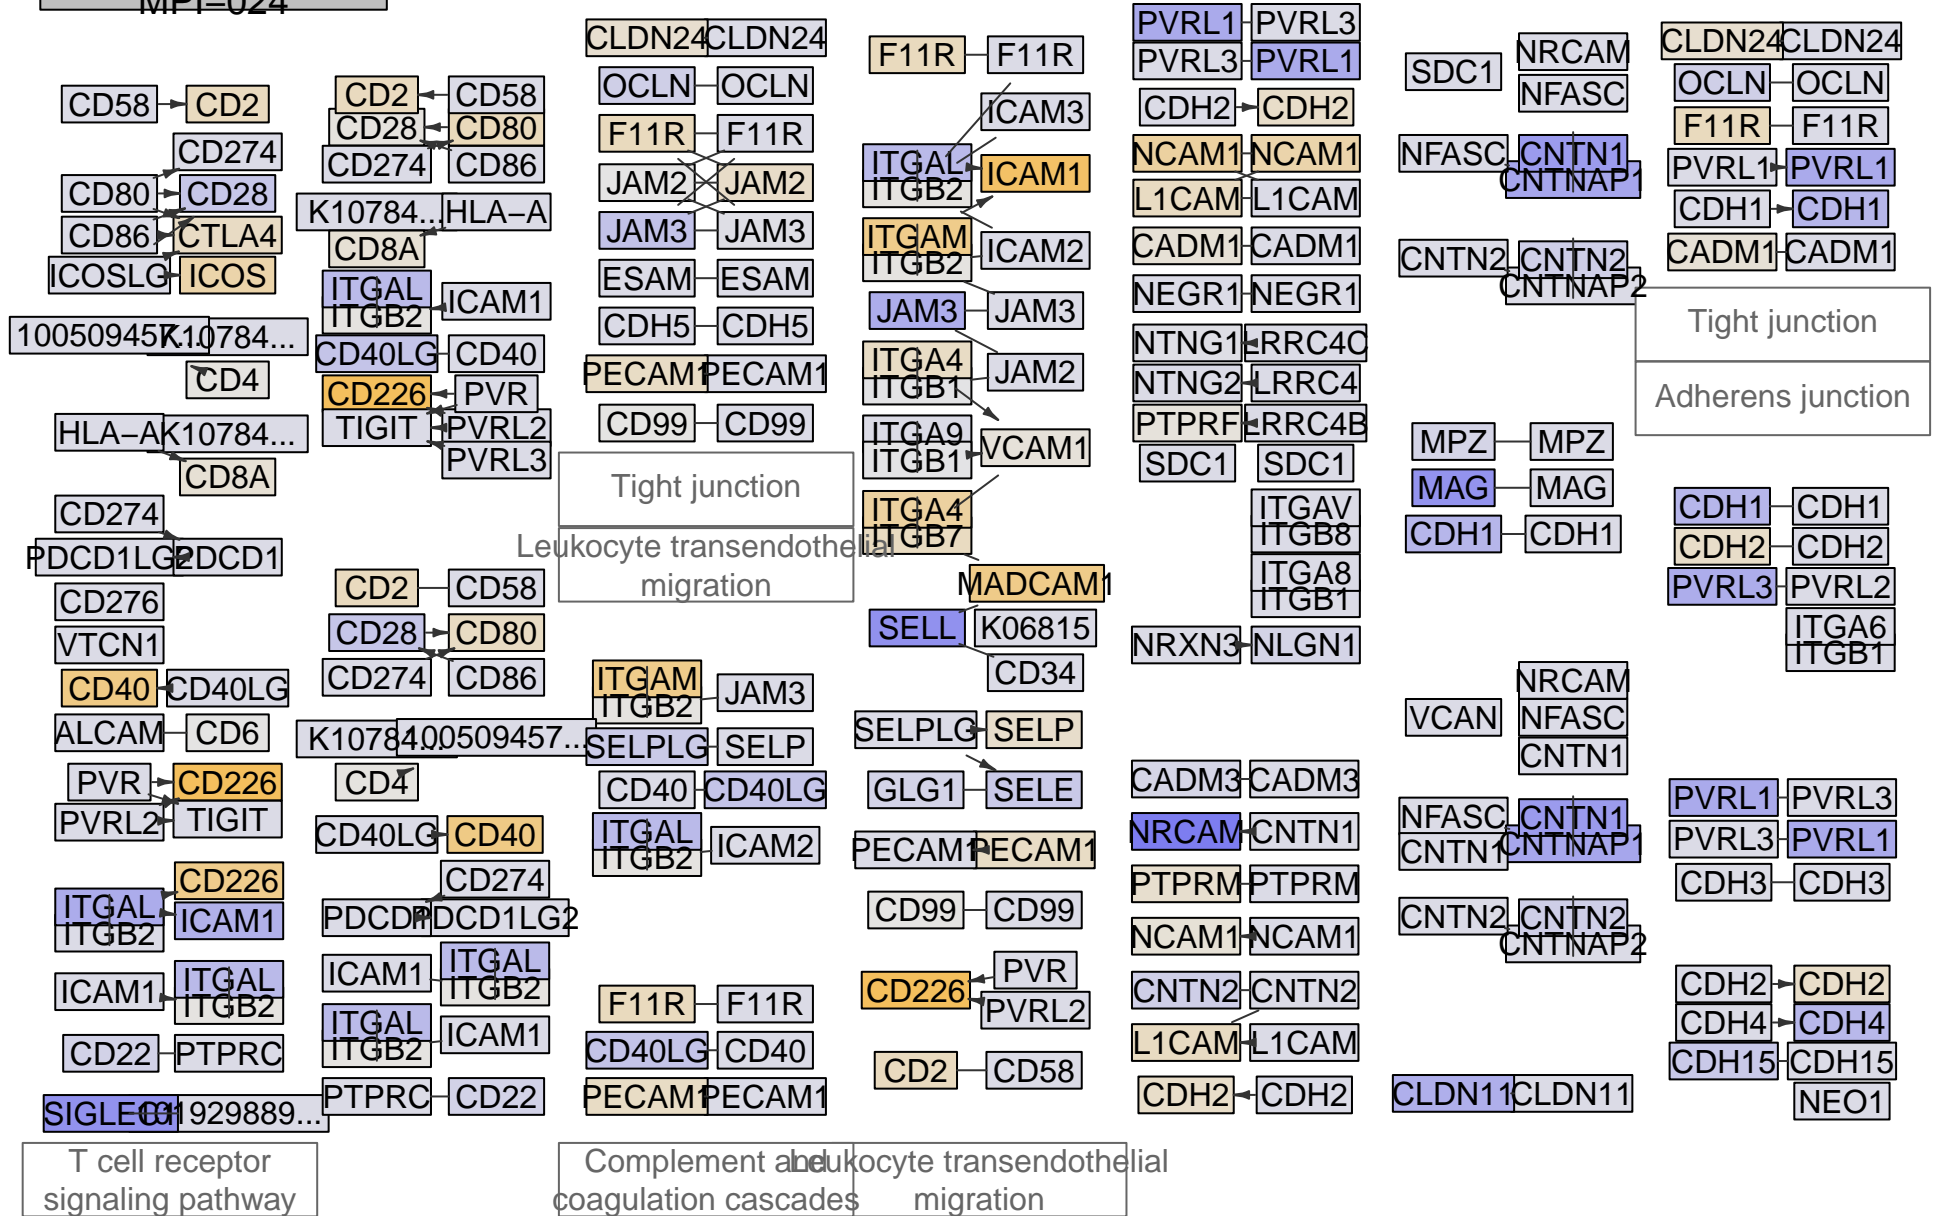 MPI-024
CD58
CD2
CD274
CD80
CD28
CD86
CTLA4
ICOSLG
ICOS
100509457...
K10784...
CD4
HLA-A
K10784...
CD8A
CD274
PDCD1LG2
PDCD1
CD276
VTCN1
CD40
CD40LG
ALCAM
CD6
PVR
CD226
PVRL2
TIGIT
CD226
ITGAL
ICAM1
ITGB2
ITGAL
ICAM1
ITGB2
CD22
PTPRC
1929889...
T cell receptor
signaling pathway
CD2
CD58
CD28
CD80
CD274
CD86
K10784...
HLA-A
CD8A
ITGAL
ITGB2
ICAM1
CD40LG
CD40
CD226
PVR
TIGIT
PVRL2
PVRL3
CD2
CD58
CD28
CD80
CD274
CD86
K10784...
100509457...
CD4
CD40LG
CD40
CD274
PDCD1LG2
ICAM1
ITGAL
ITGB2
ITGAL
ITGB2
ICAM1
PTPRC
CD22
CLDN24
CLDN24
OCLN
OCLN
F11R
F11R
JAM2
JAM2
JAM3
JAM3
ESAM
ESAM
CDH5
CDH5
PECAM1
PECAM1
CD99
CD99
Tight junction
Leukocyte transendothelial
migration
ITGAM
ITGB2
JAM3
SELPLG
SELP
CD40
CD40LG
ITGAL
ITGB2
ICAM2
F11R
F11R
CD40LG
CD40
PECAM1
PECAM1
Complement and
coagulation cascades
F11R
F11R
ICAM3
ITGAL
ITGB2
ICAM1
ITGAM
ITGB2
ICAM2
JAM3
JAM3
ITGA4
ITGB1
JAM2
ITGA9
ITGB1
VCAM1
ITGA4
ITGB7
MADCAM1
SELL
K06815
CD34
SELPLG
SELP
GLG1
SELE
PECAM1
PECAM1
CD99
CD99
CD226
PVR
PVRL2
CD2
CD58
Leukocyte transendothelial
migration
PVRL1
PVRL3
PVRL3
PVRL1
CDH2
CDH2
NCAM1
NCAM1
L1CAM
L1CAM
CADM1
CADM1
NEGR1
NEGR1
NTNG1
LRRC4C
NTNG2
LRRC4
PTPRF
LRRC4B
SDC1
SDC1
ITGAV
ITGB8
ITGA8
ITGB1
NRXN3
NLGN1
CADM3
CADM3
NRCAM
CNTN1
PTPRM
PTPRM
NCAM1
NCAM1
CNTN2
CNTN2
L1CAM
L1CAM
CDH2
CDH2
SDC1
NRCAM
NFASC
NFASC
CNTN1
CNTNAP1
CNTN2
CNTN2
CNTNAP2
MPZ
MPZ
MAG
MAG
CDH1
CDH1
VCAN
NRCAM
NFASC
CNTN1
NFASC
CNTN1
CNTN1
CNTNAP1
CNTN2
CNTN2
CNTNAP2
CLDN11
CLDN11
CLDN24
CLDN24
OCLN
OCLN
F11R
F11R
PVRL1
PVRL1
CDH1
CDH1
CADM1
CADM1
Tight junction
Adherens junction
CDH1
CDH1
CDH2
CDH2
PVRL3
PVRL2
ITGA6
ITGB1
PVRL1
PVRL3
PVRL3
PVRL1
CDH3
CDH3
CDH2
CDH2
CDH4
CDH4
CDH15
CDH15
NEO1